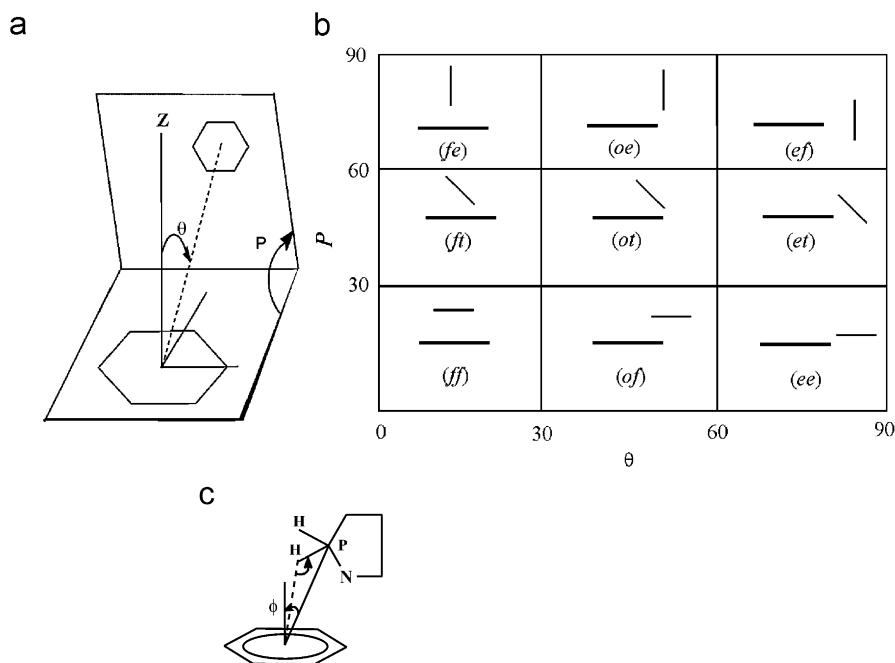 a
Z
θ
P
b
P
90
(fe) (oe) (ef)
60
(ft) (ot) (et)
30
(ff) (of) (ee)
0 30 60 90
θ
c
H
H P
N
ϕ